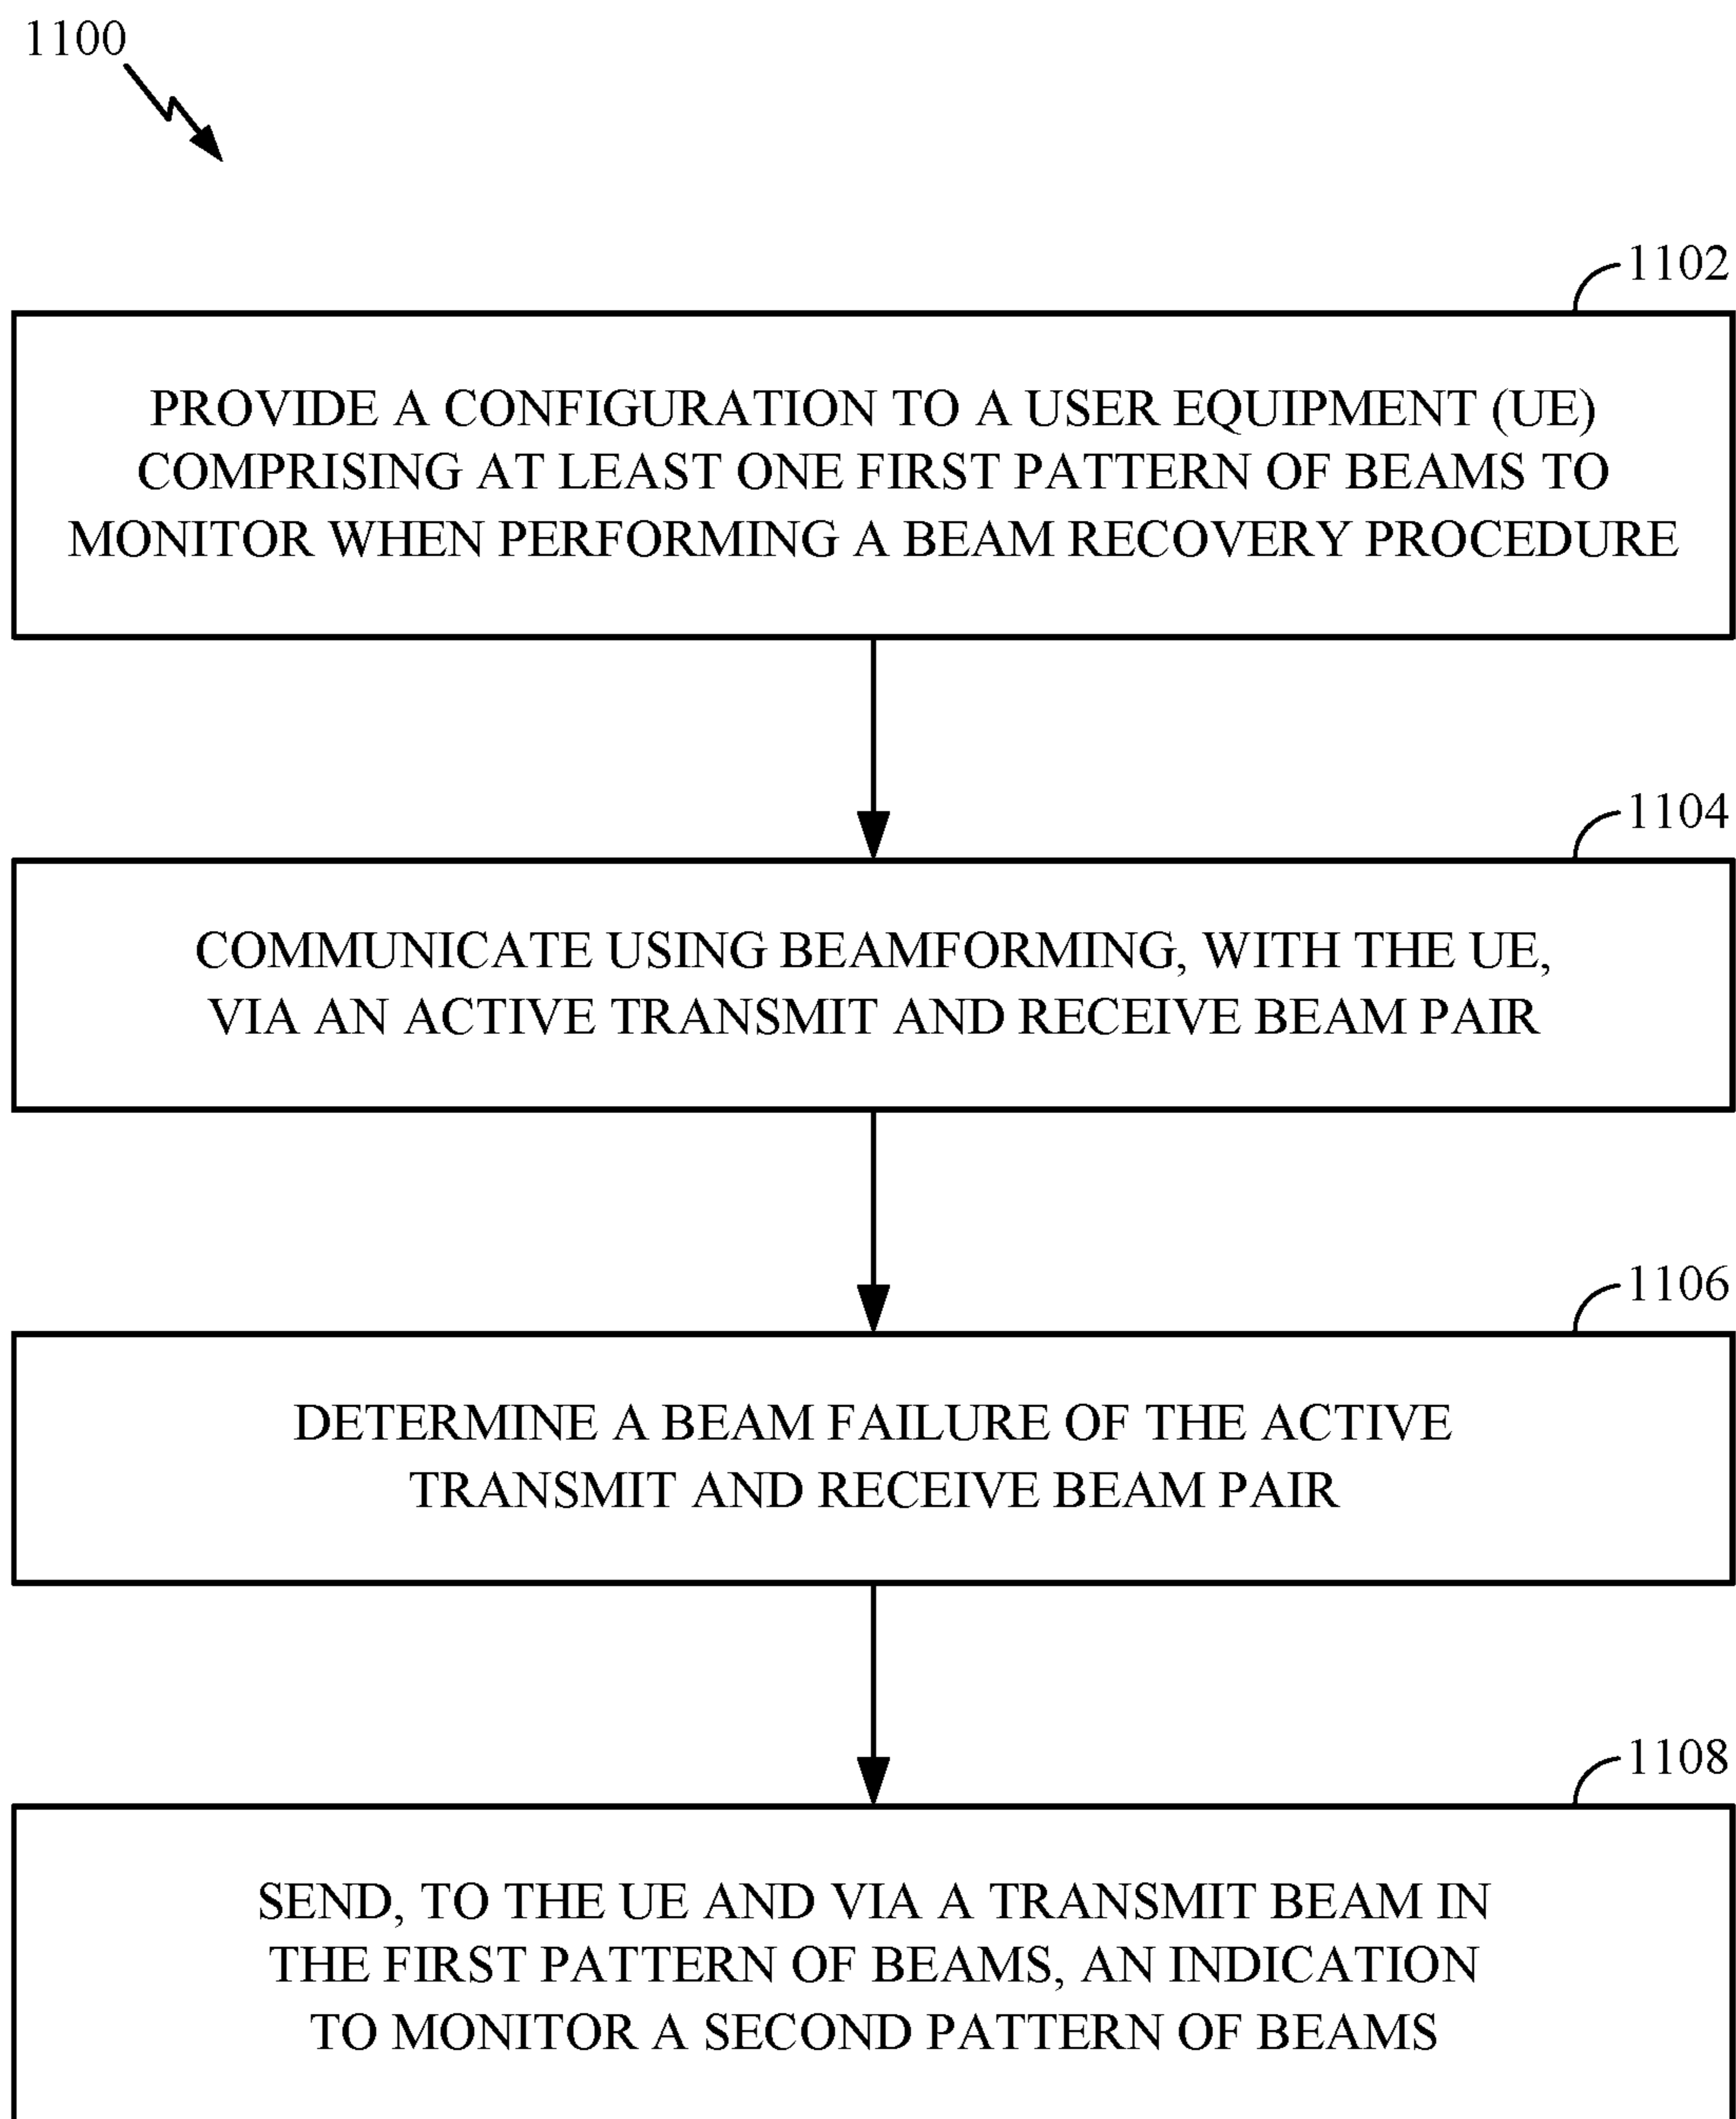 1100
1102
PROVIDE A CONFIGURATION TO A USER EQUIPMENT (UE)
COMPRISING AT LEAST ONE FIRST PATTERN OF BEAMS TO
MONITOR WHEN PERFORMING A BEAM RECOVERY PROCEDURE
1104
COMMUNICATE USING BEAMFORMING, WITH THE UE,
VIA AN ACTIVE TRANSMIT AND RECEIVE BEAM PAIR
1106
DETERMINE A BEAM FAILURE OF THE ACTIVE
TRANSMIT AND RECEIVE BEAM PAIR
1108
SEND, TO THE UE AND VIA A TRANSMIT BEAM IN
THE FIRST PATTERN OF BEAMS, AN INDICATION
TO MONITOR A SECOND PATTERN OF BEAMS